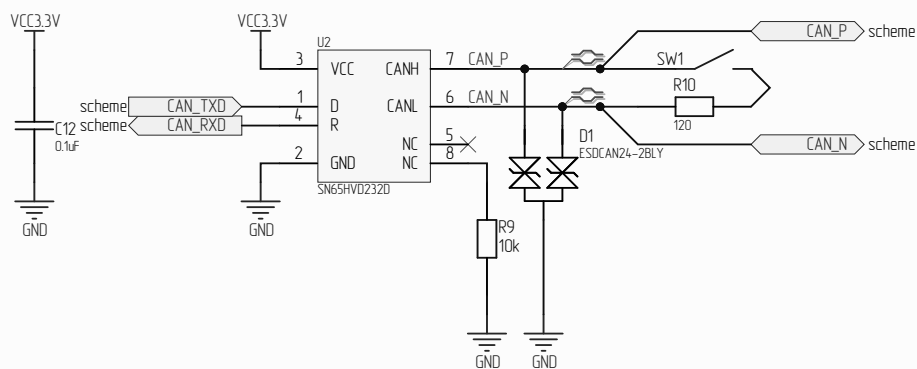 VCC3.3V
VCC3.3V
U2
3
VCC
CANH
7
CAN_P
CAN_P
scheme
SW1
scheme
CAN_TXD
1
D
CANL
6
CAN_N
R10
120
scheme
CAN_RXD
4
R
C12
0.1uF
NC
5
D1
ESDCAN24-2BLY
CAN_N
scheme
2
GND
NC
8
SN65HVD232D
GND
GND
R9
10k
GND
GND